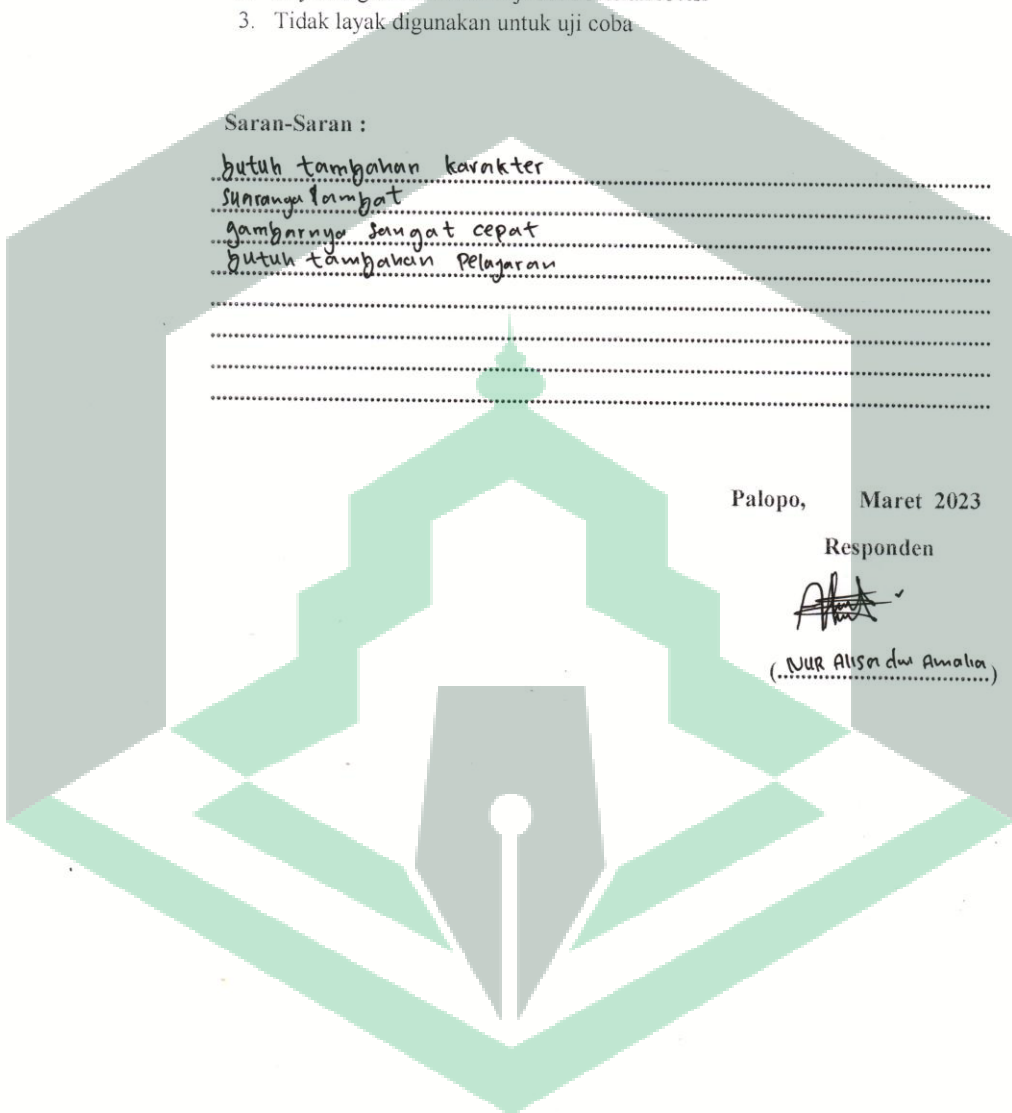 3. Tidak layak digunakan untuk uji coba
Saran-Saran :
butuh tambahan karakter
suaranya lambat
gambarnya sangat cepat
butuh tambahan pelajaran
Palopo, Maret 2023
Responden
(NUR Alisa dwi Amalia)